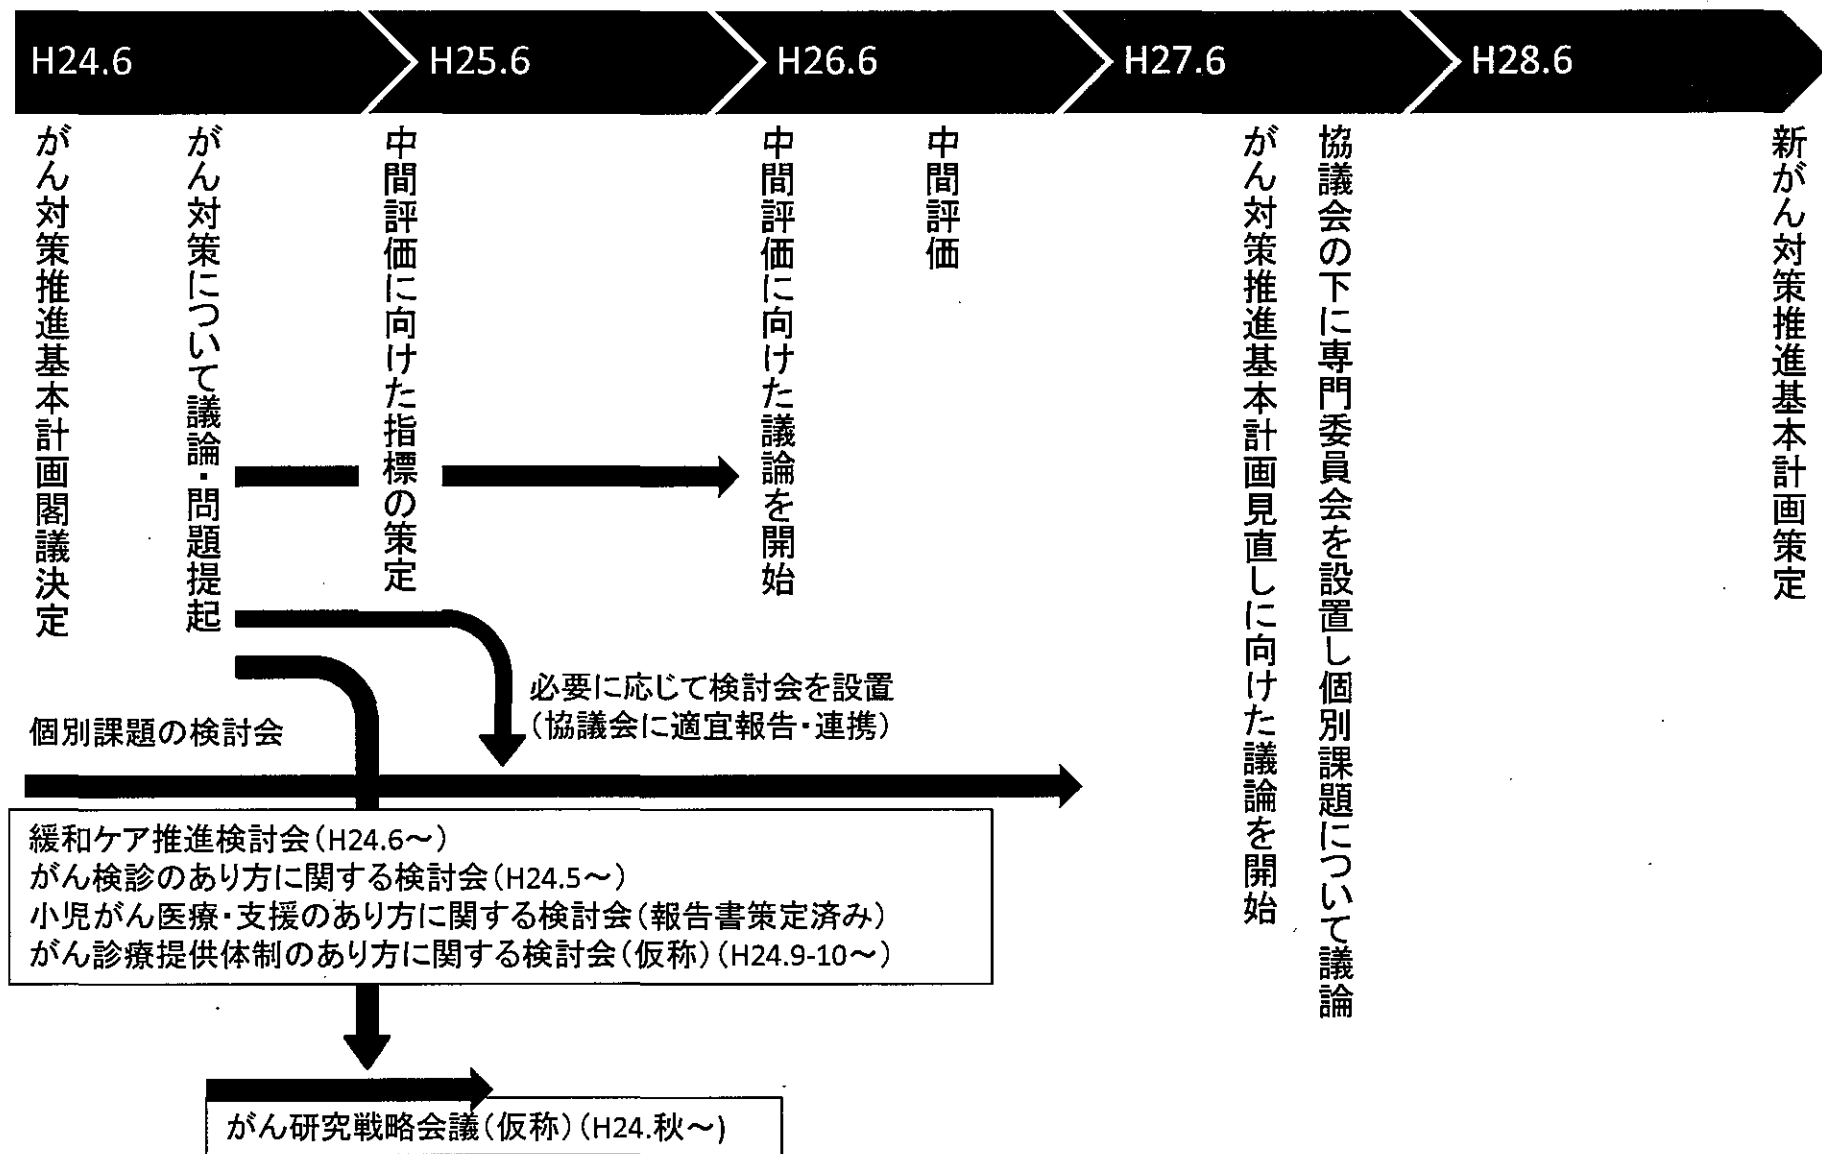 H24.6
H25.6
H26.6
H27.6
H28.6
がん対策推進基本計画閣議決定
がん対策について議論・問題提起
中間評価に向けた指標の策定
中間評価に向けた議論を開始
中間評価
がん対策推進基本計画見直しに向けた議論を開始
協議会の下に専門委員会を設置し個別課題について議論
新がん対策推進基本計画策定
必要に応じて検討会を設置
（協議会に適宜報告・連携）
個別課題の検討会
緩和ケア推進検討会（H24.6～）
がん検診のあり方に関する検討会（H24.5～）
小児がん医療・支援のあり方に関する検討会（報告書策定済み）
がん診療提供体制のあり方に関する検討会（仮称）（H24.9-10～）
がん研究戦略会議（仮称）（H24.秋～）